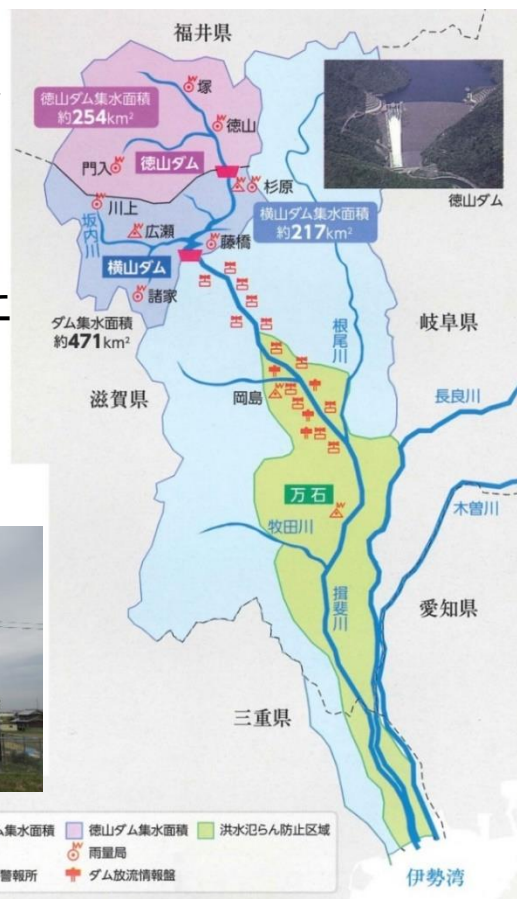 福井県
塚
徳山ダム集水面積
約254km²
徳山
門入
徳山ダム
杉原
徳山ダム
川上
坂内川
広瀬
横山ダム集水面積
約217km²
藤橋
横山ダム
諸家
ダム集水面積
約471km²
根尾川
岐阜県
滋賀県
岡島
長良川
万石
木曽川
牧田川
揖斐川
愛知県
三重県
ム集水面積
徳山ダム集水面積
洪水氾らん防止区域
雨量局
警報所
ダム放流情報盤
伊勢湾